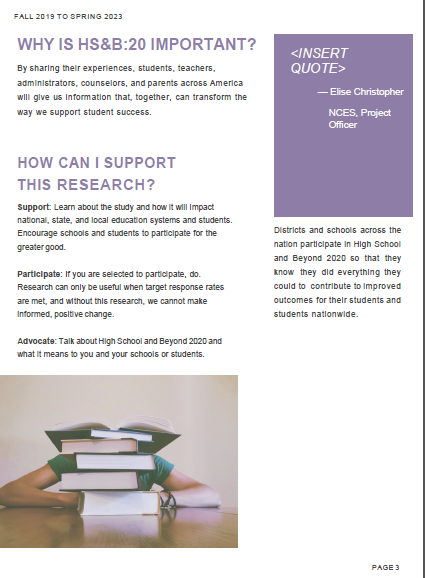 FALL 2019 TO SPRING 2023
WHY IS HS&B:20 IMPORTANT?
By sharing their experiences, students, teachers,
administrators, counselors, and parents across America
will give us information that, together, can transform the
way we support student success.
HOW CAN I SUPPORT
THIS RESEARCH?
Support: Learn about the study and how it will impact
national, state, and local education systems and students.
Encourage schools and students to participate for the
greater good.
Participate: If you are selected to participate, do.
Research can only be useful when target response rates
are met, and without this research, we cannot make
informed, positive change.
Advocate: Talk about High School and Beyond 2020 and
what it means to you and your schools or students.
<INSERT
QUOTE>
— Elise Christopher
NCES, Project
Officer
Districts and schools across the
nation participate in High School
and Beyond 2020 so that they
know they did everything they
could to contribute to improved
outcomes for their students and
students nationwide.
PAGE 3